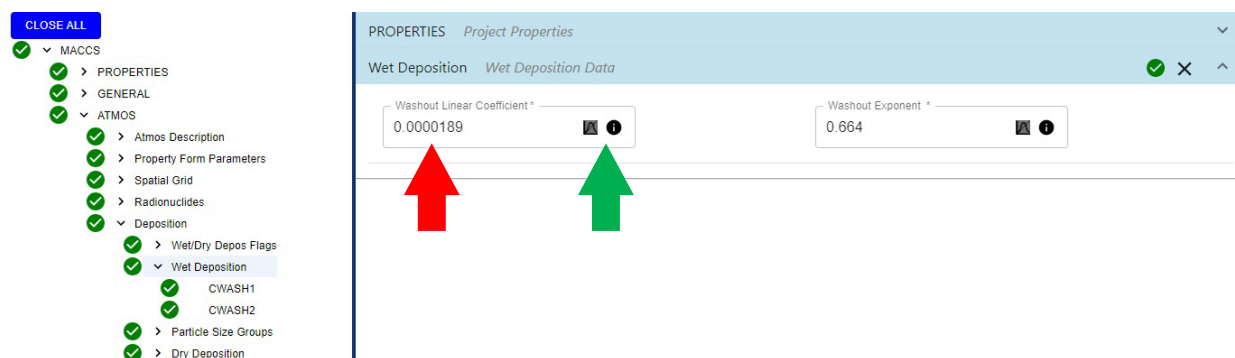 CLOSE ALL
MACCS
PROPERTIES
GENERAL
ATMOS
Atmos Description
Property Form Parameters
Spatial Grid
Radionuclides
Deposition
Wet/Dry Depos Flags
Wet Deposition
CWASH1
CWASH2
Particle Size Groups
Dry Deposition
PROPERTIES Project Properties
Wet Deposition Wet Deposition Data
Washout Linear Coefficient * Washout Exponent *
0.0000189 0.664